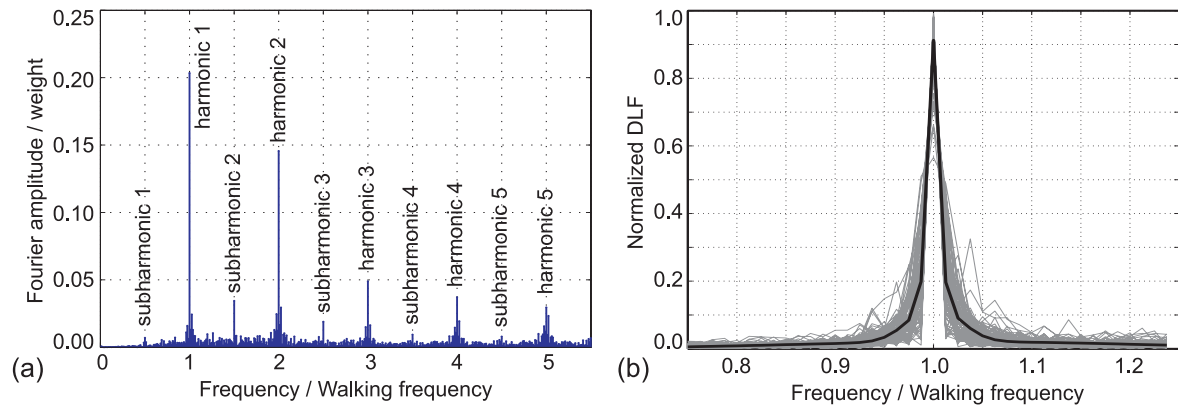 0.25
0.20
0.15
0.10
0.05
0.00
Fourier amplitude / weight
subharmonic 1
harmonic 1
subharmonic 2
harmonic 2
subharmonic 3
harmonic 3
subharmonic 4
harmonic 4
subharmonic 5
harmonic 5
0 1 2 3 4 5
Frequency / Walking frequency
(a)
1.0
0.8
0.6
0.4
0.2
0
Normalized DLF
0.8 0.9 1.0 1.1 1.2
Frequency / Walking frequency
(b)